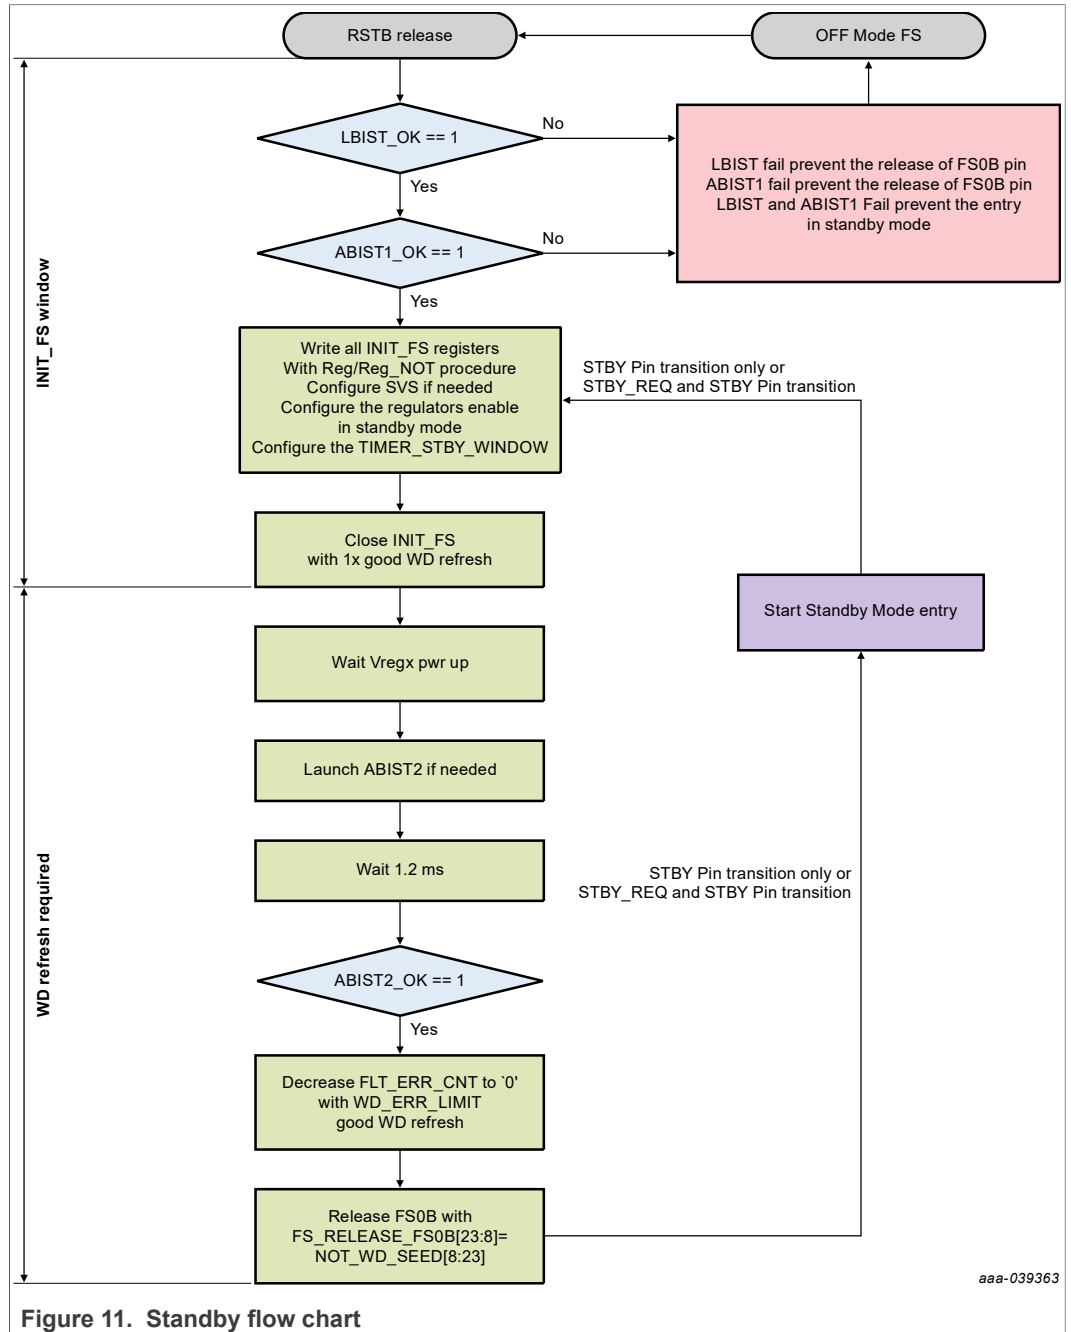 RSTB release
OFF Mode FS
LBIST_OK == 1
No
LBIST fail prevent the release of FS0B pin
ABIST1 fail prevent the release of FS0B pin
LBIST and ABIST1 Fail prevent the entry
in standby mode
Yes
ABIST1_OK == 1
No
Yes
INIT_FS window
Write all INIT_FS registers
With Reg/Reg_NOT procedure
Configure SVS if needed
Configure the regulators enable
in standby mode
Configure the TIMER_STBY_WINDOW
STBY Pin transition only or
STBY_REQ and STBY Pin transition
Close INIT_FS
with 1x good WD refresh
Start Standby Mode entry
Wait Vregx pwr up
Launch ABIST2 if needed
Wait 1.2 ms
STBY Pin transition only or
STBY_REQ and STBY Pin transition
WD refresh required
ABIST2_OK == 1
Yes
Decrease FLT_ERR_CNT to `0'
with WD_ERR_LIMIT
good WD refresh
Release FS0B with
FS_RELEASE_FS0B[23:8]=
NOT_WD_SEED[8:23]
aaa-039363
Figure 11. Standby flow chart